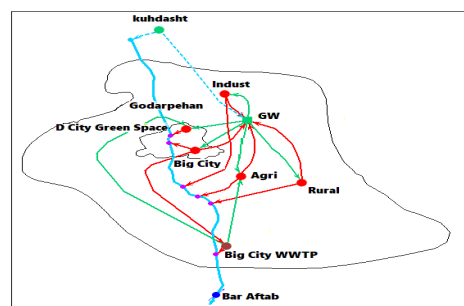 kuhdasht
Indust
Godarpehan
GW
D City Green Space
Big City
Agri
Rural
Big City WWTP
Bar Aftab